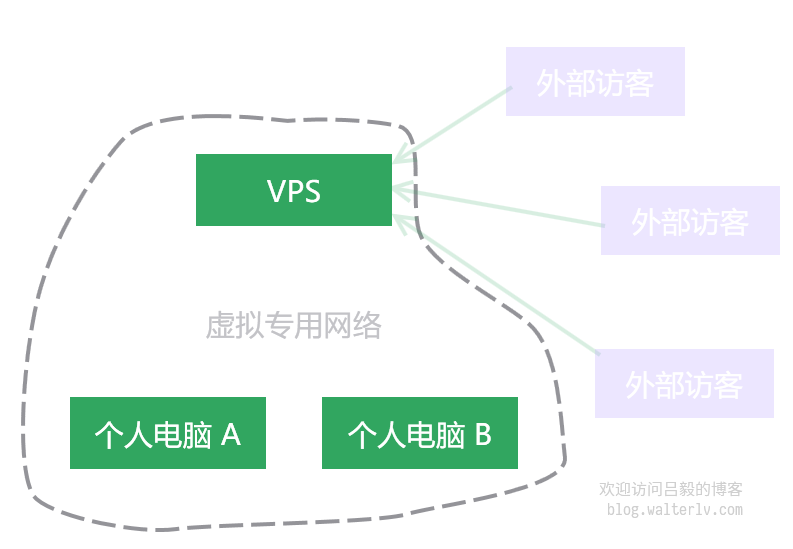 外部访客
VPS
外部访客
虚拟专用网络
外部访客
个人电脑 A
个人电脑 B
欢迎访问吕毅的博客
blog.walterlv.com